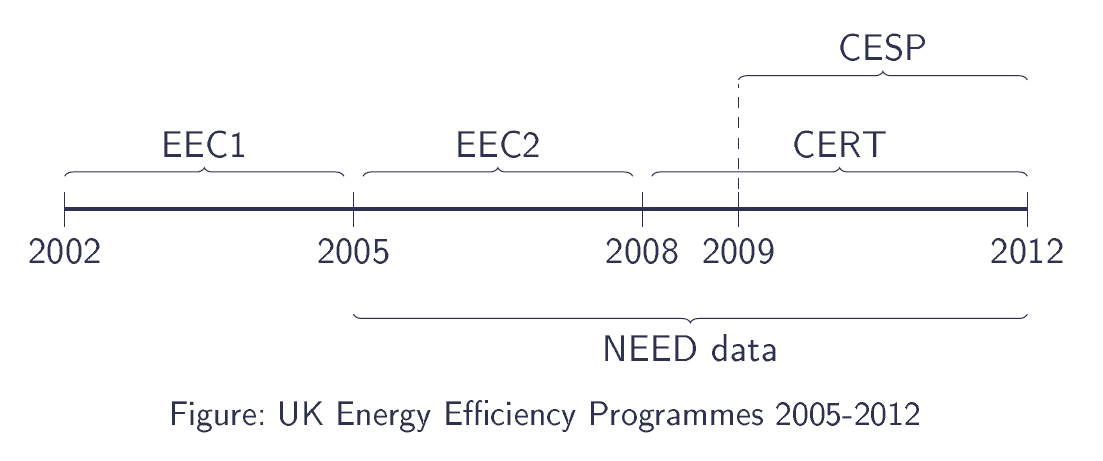 CESP
EEC1 EEC2 CERT
2002 2005 2008 2009 2012
NEED data
Figure: UK Energy Efficiency Programmes 2005-2012